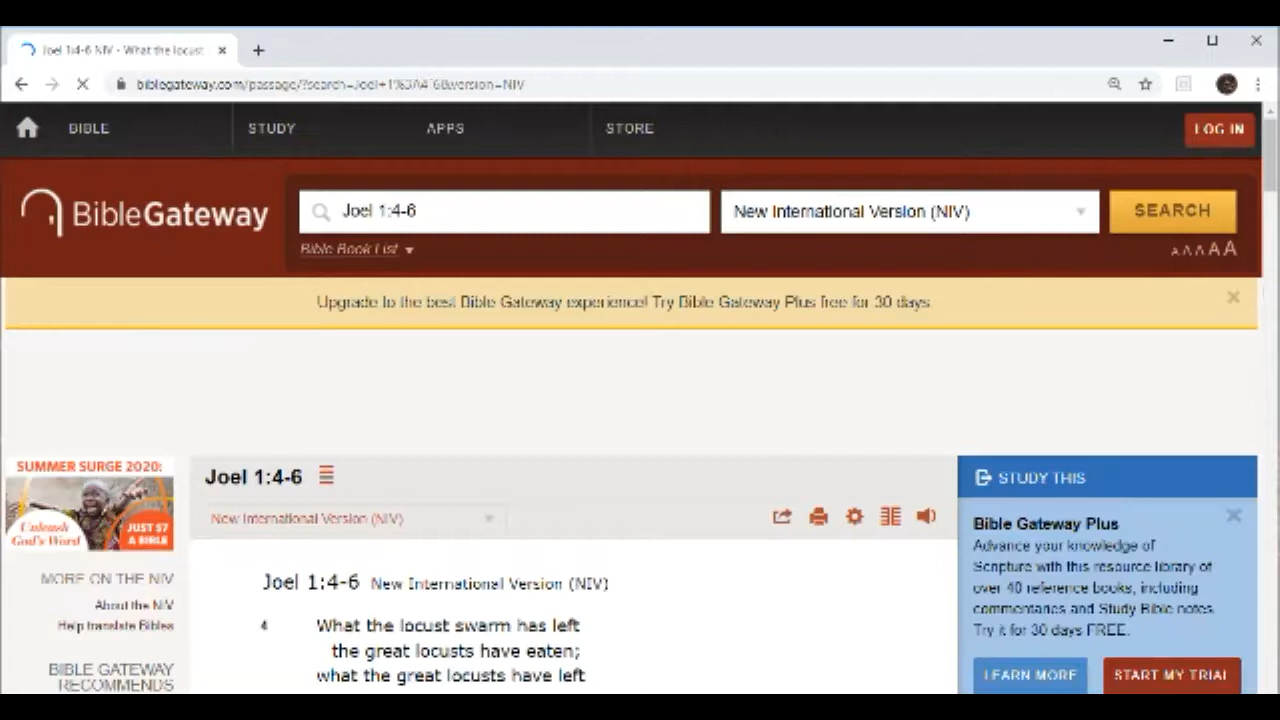 Joel 1:4-6 NIV - What the locust
biblegateway.com/passage/?search=Joel+1%3A4-6&version=NIV
BIBLE STUDY APPS STORE LOG IN
BibleGateway
Joel 1:4-6
New International Version (NIV)
SEARCH
Bible Book List
A A A A A
Upgrade to the best Bible Gateway experience! Try Bible Gateway Plus free for 30 days.
SUMMER SURGE 2020:
Unleash
God's Word
JUST $7
A BIBLE
MORE ON THE NIV
About the NIV
Help translate Bibles
BIBLE GATEWAY
RECOMMENDS
Joel 1:4-6
New International Version (NIV)
Joel 1:4-6 New International Version (NIV)
4 What the locust swarm has left
the great locusts have eaten;
what the great locusts have left
STUDY THIS
Bible Gateway Plus
Advance your knowledge of
Scripture with this resource library of
over 40 reference books, including
commentaries and Study Bible notes.
Try it for 30 days FREE.
LEARN MORE
START MY TRIAL